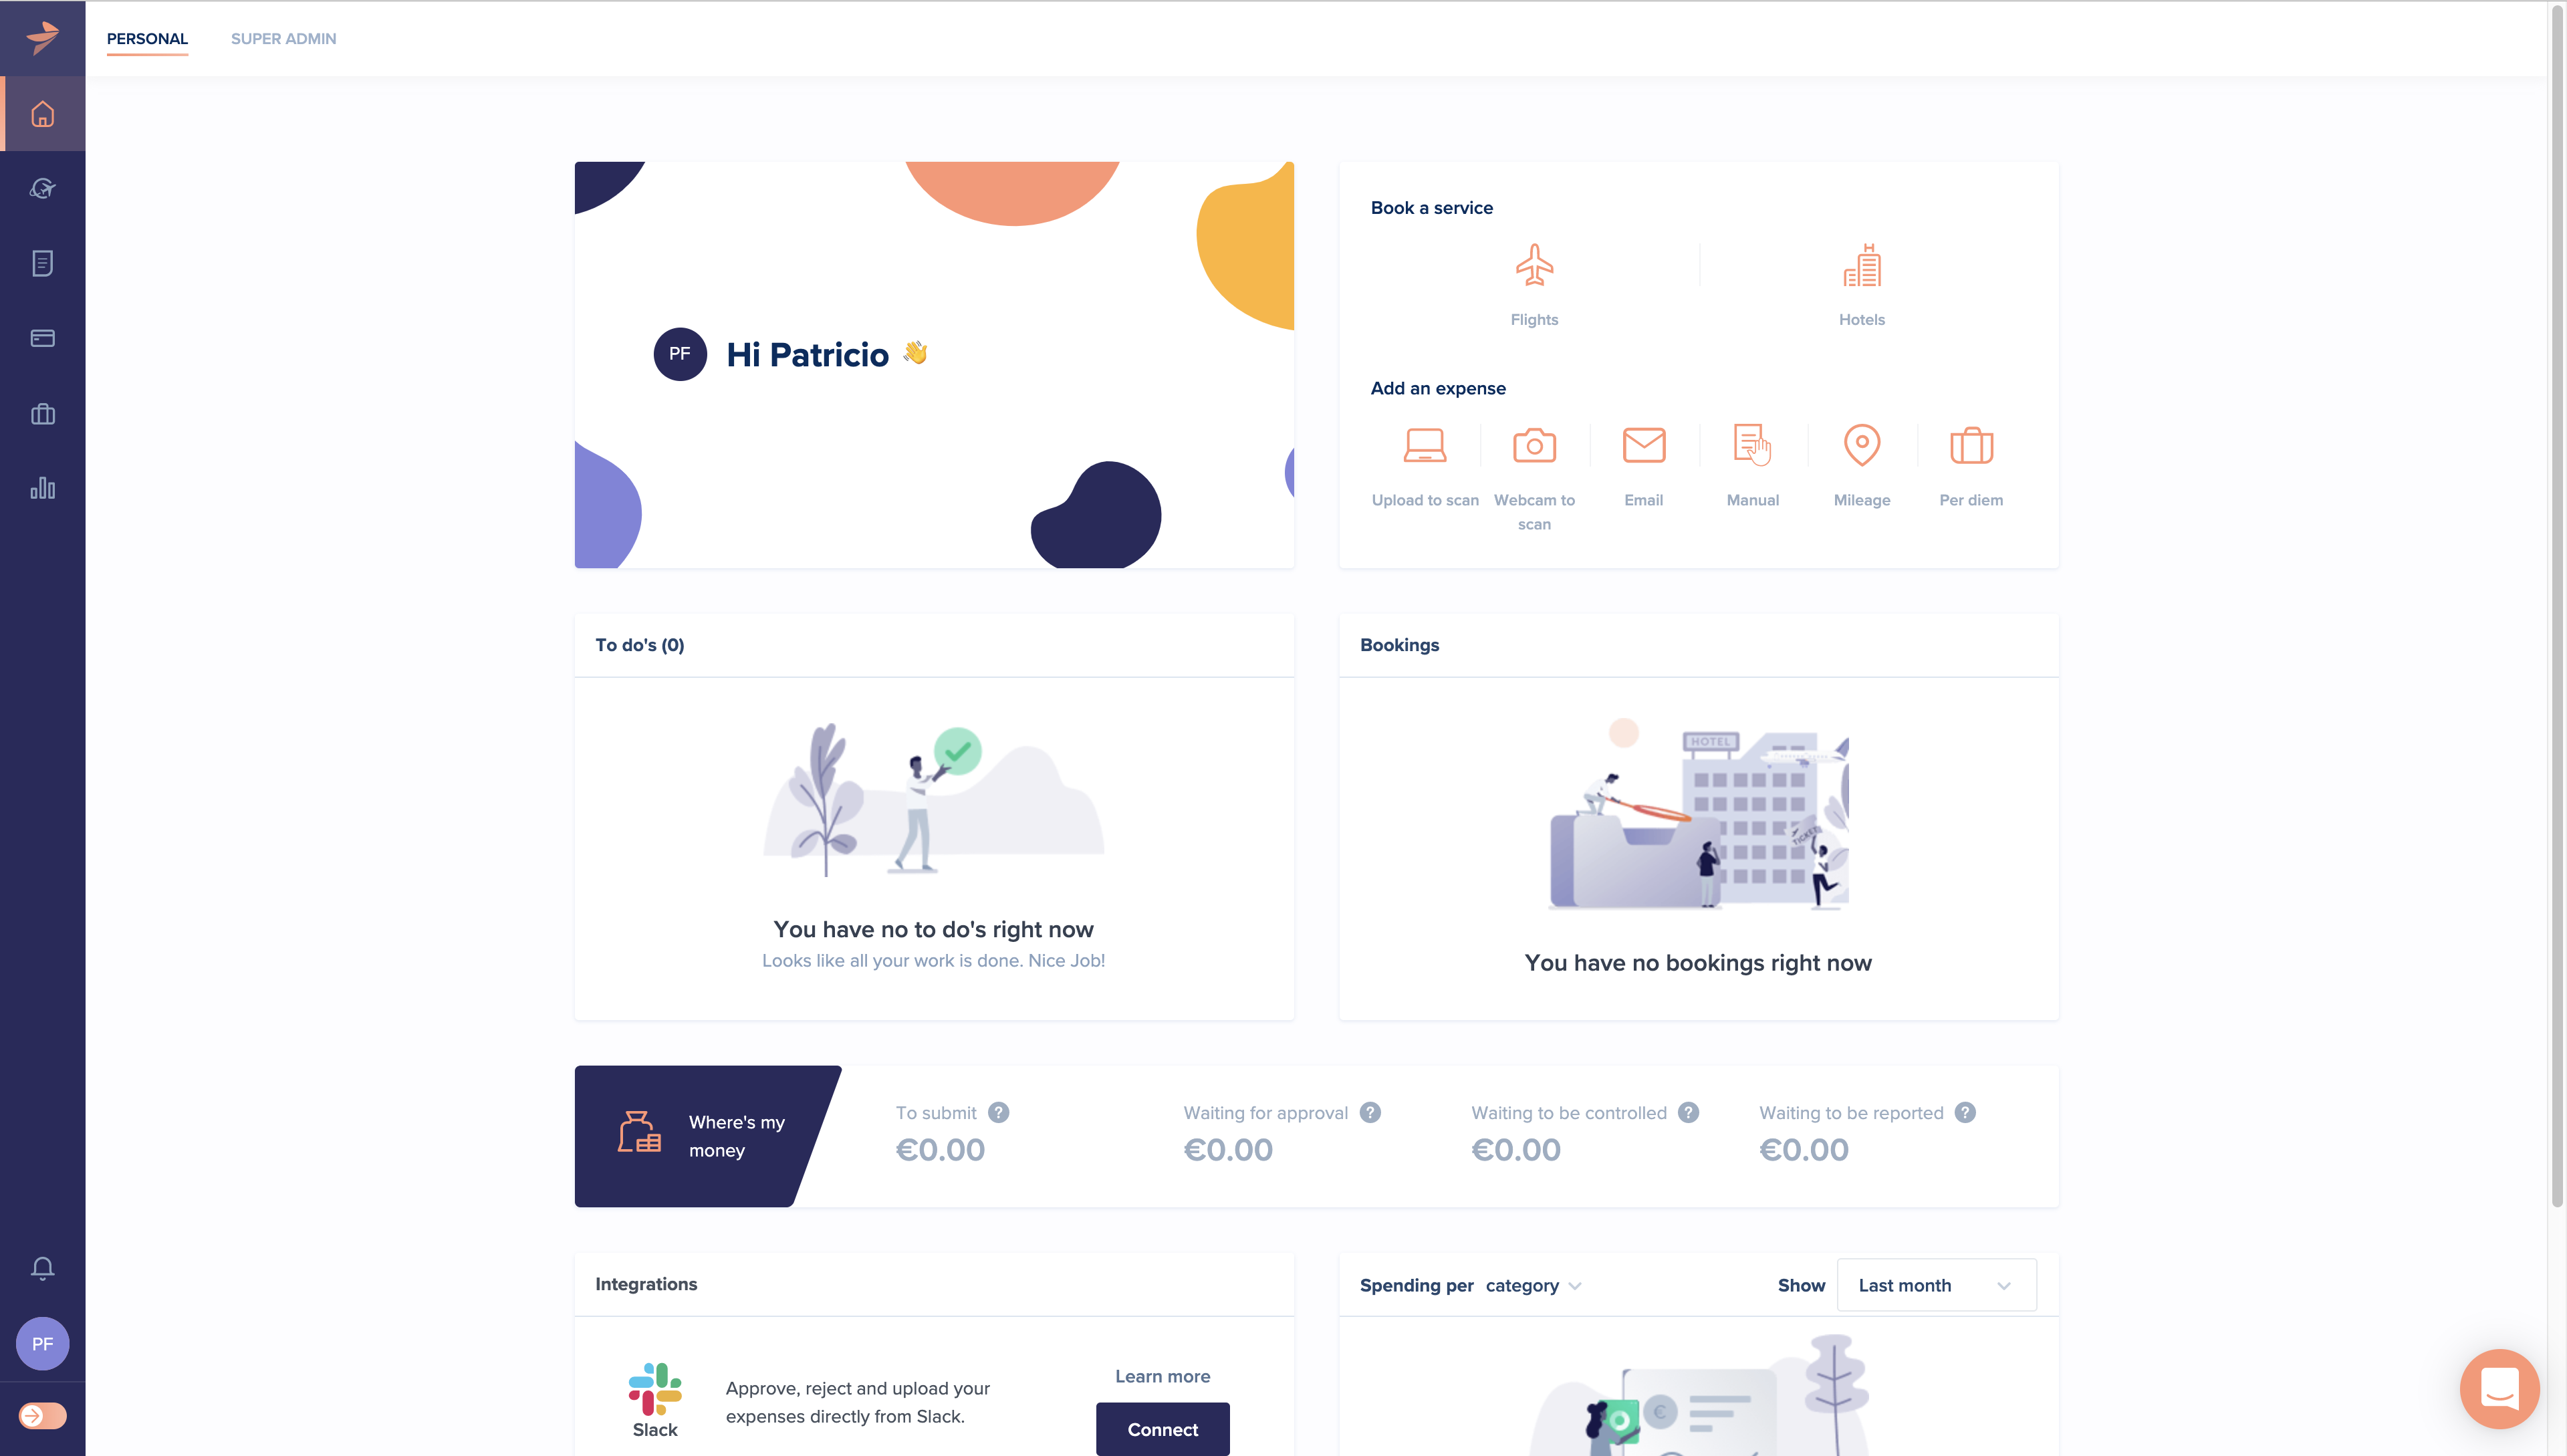 PERSONAL
SUPER ADMIN
PF
Hi Patricio 👋
Book a service
Flights
Hotels
Add an expense
Upload to scan
Webcam to
scan
Email
Manual
Mileage
Per diem
To do's (0)
You have no to do's right now
Looks like all your work is done. Nice Job!
Bookings
HOTEL
TICKET
You have no bookings right now
Where's my
money
To submit ?
€0.00
Waiting for approval ?
€0.00
Waiting to be controlled ?
€0.00
Waiting to be reported ?
€0.00
Integrations
Slack
Approve, reject and upload your
expenses directly from Slack.
Learn more
Connect
Spending per category
Show
Last month
€
PF